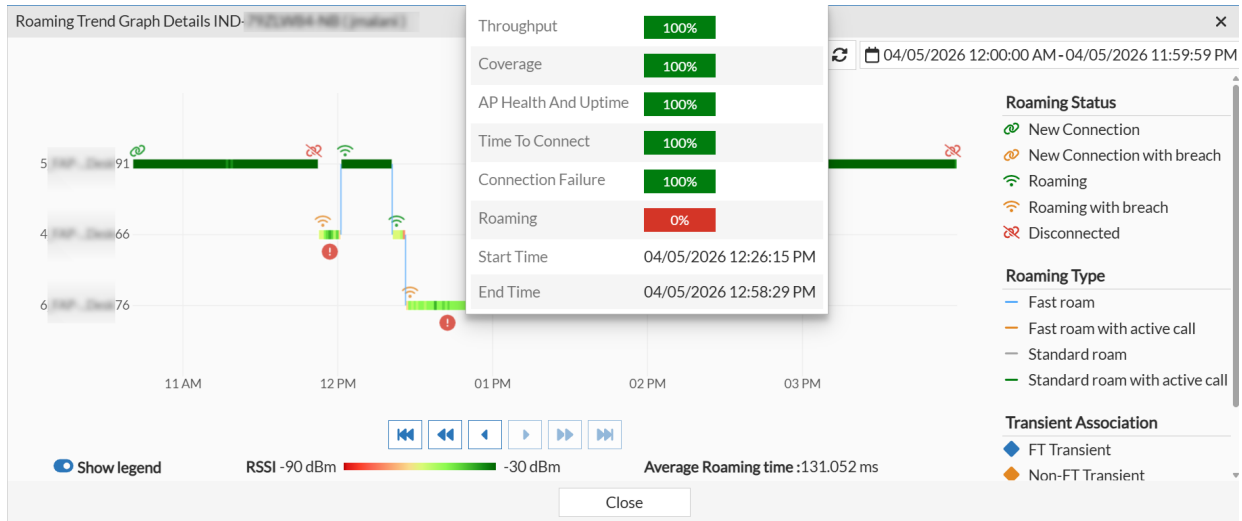 Roaming Trend Graph Details IND-
04/05/2026 12:00:00 AM - 04/05/2026 11:59:59 PM
Throughput 100%
Coverage 100%
AP Health And Uptime 100%
Time To Connect 100%
Connection Failure 100%
Roaming 0%
Start Time 04/05/2026 12:26:15 PM
End Time 04/05/2026 12:58:29 PM
5 91
4 66
6 76
11 AM 12 PM 01 PM 02 PM 03 PM
Roaming Status
New Connection
New Connection with breach
Roaming
Roaming with breach
Disconnected
Roaming Type
Fast roam
Fast roam with active call
Standard roam
Standard roam with active call
Transient Association
FT Transient
Non-FT Transient
Show legend
RSSI -90 dBm -30 dBm
Average Roaming time :131.052 ms
Close